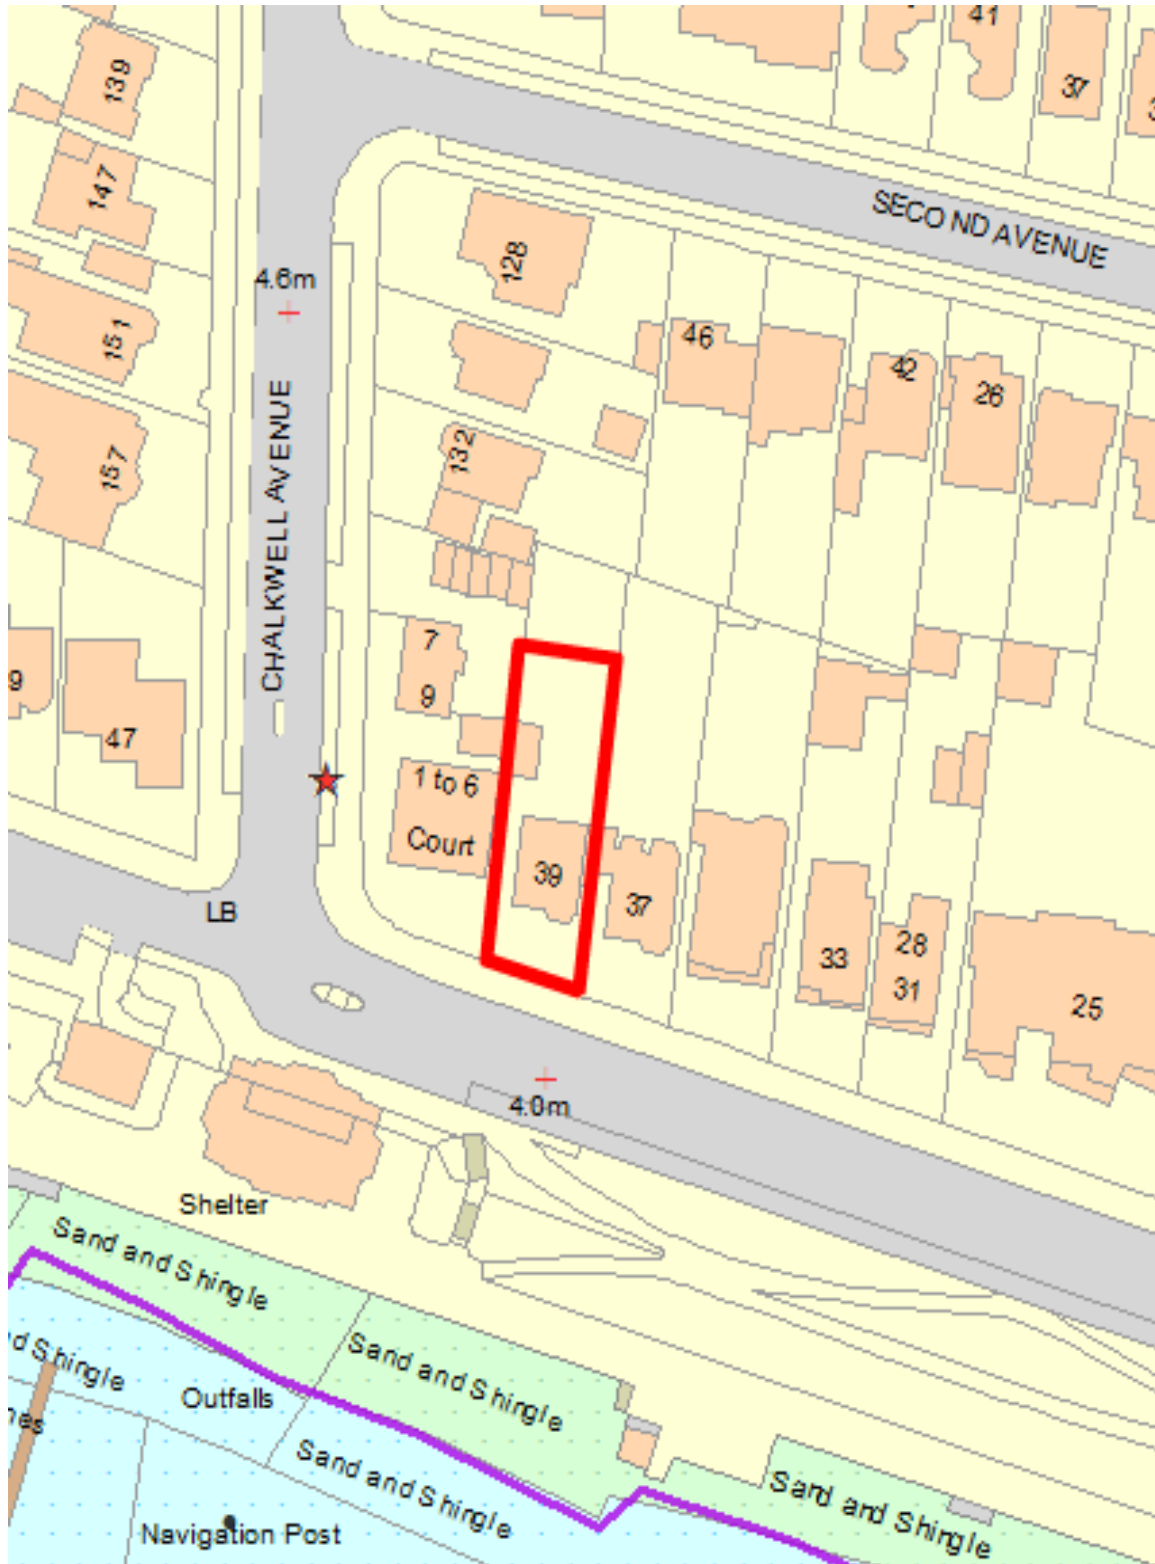 41
139
37
147
SECOND AVENUE
128
4.6m
151
46
42
26
CHALKWELL AVENUE
132
157
7
9
9
47
1 to 6
Court
39
37
LB
33
28
31
25
4.0m
Shelter
Sand and Shingle
Sand and Shingle
Shingle
Outfalls
Sand and Shingle
Sand and Shingle
Navigation Post